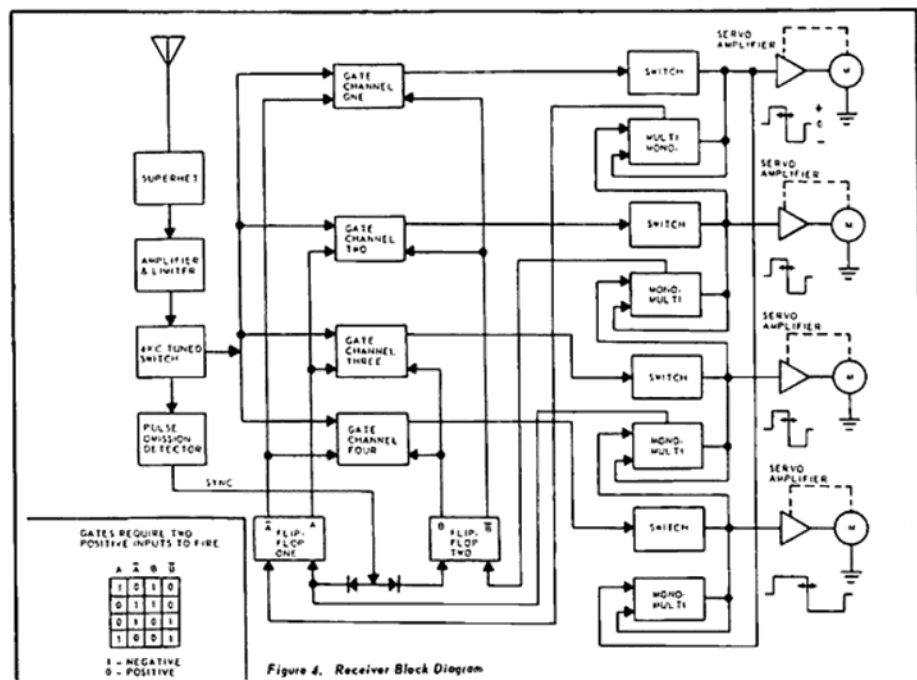 SERVO
AMPLIFIER
M
GATE
CHANNEL
ONE
SWITCH
+
0
-
MULTI
MONO-
SUPERHET
SERVO
AMPLIFIER
M
GATE
CHANNEL
TWO
SWITCH
AMPLIFIER
& LIMITER
MONO-
MULTI
SERVO
AMPLIFIER
M
4KC TUNED
SWITCH
GATE
CHANNEL
THREE
SWITCH
PULSE
OMISSION
DETECTOR
GATE
CHANNEL
FOUR
MONO-
MULTI
SERVO
AMPLIFIER
M
SYNC
A̅ A
FLIP-
FLOP
ONE
B B̅
FLIP-
FLOP
TWO
SWITCH
MONO-
MULTI
GATES REQUIRE TWO
POSITIVE INPUTS TO FIRE
A A̅ B B̅
1 0 1 0
0 1 1 0
0 1 0 1
1 0 0 1
1 - NEGATIVE
0 - POSITIVE
Figure 4. Receiver Block Diagram